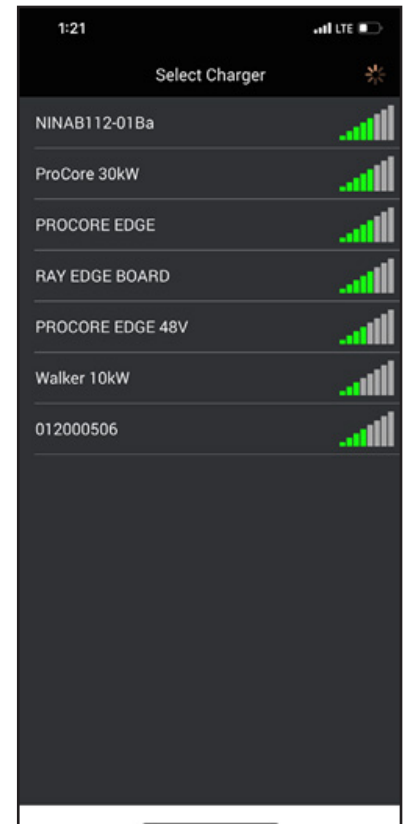 1:21 LTE
Select Charger
NINAB112-01Ba
ProCore 30kW
PROCORE EDGE
RAY EDGE BOARD
PROCORE EDGE 48V
Walker 10kW
012000506